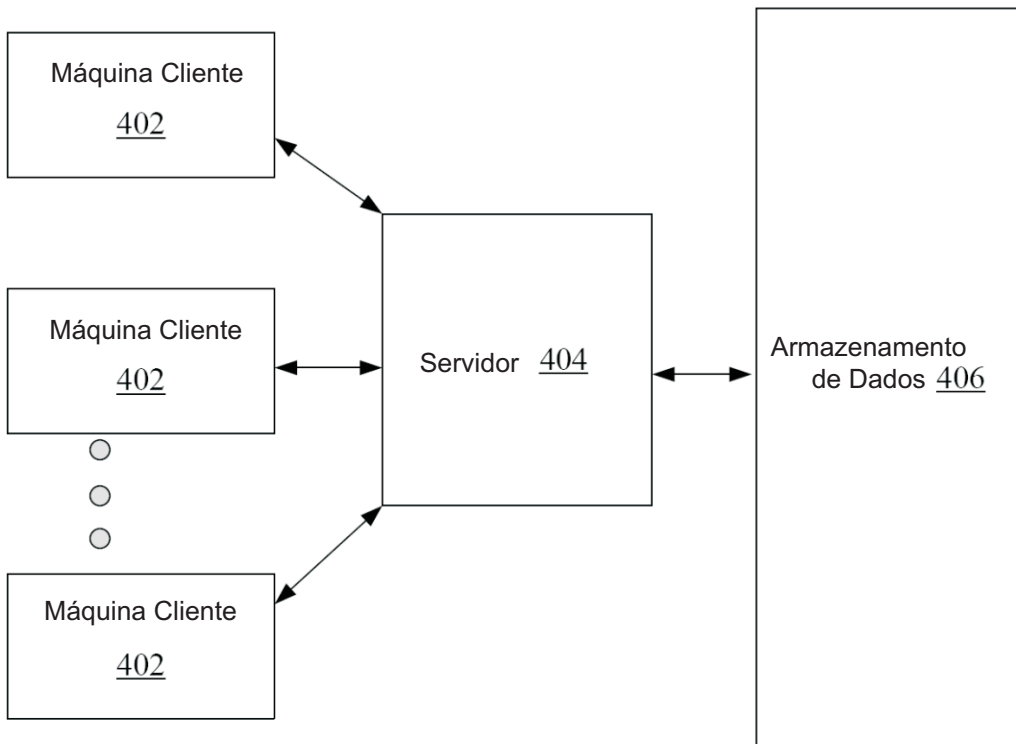 Máquina Cliente
402
Máquina Cliente
402
Máquina Cliente
402
Servidor 404
Armazenamento
de Dados 406